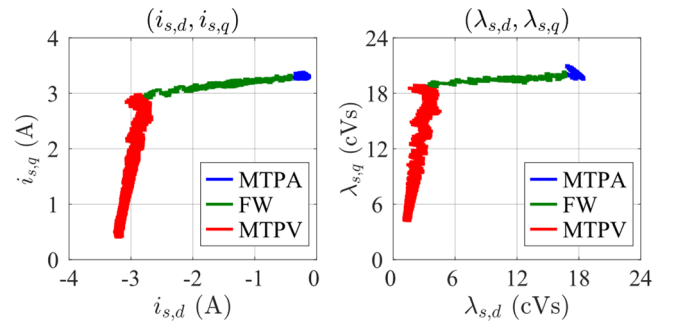 (i_{s,d}, i_{s,q})
4
3
2
1
0
i_{s,q} (A)
MTPA
FW
MTPV
-4 -3 -2 -1 0
i_{s,d} (A)
(λ_{s,d}, λ_{s,q})
24
18
12
6
0
λ_{s,q} (cVs)
MTPA
FW
MTPV
0 6 12 18 24
λ_{s,d} (cVs)